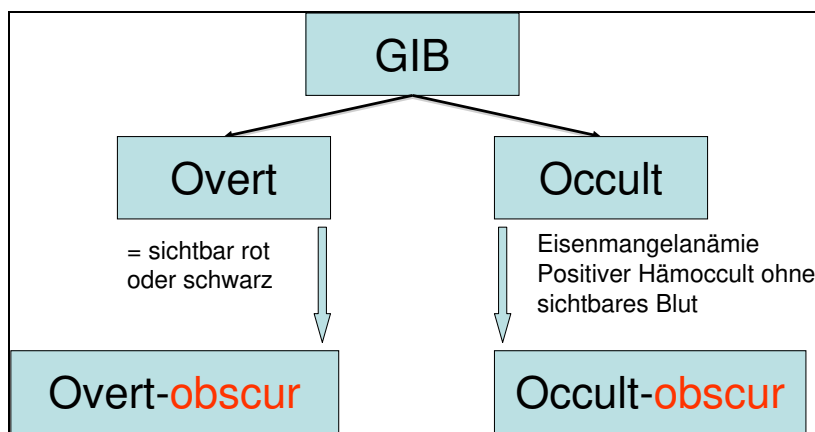 GIB
Overt
Occult
= sichtbar rot
oder schwarz
Eisenmangelanämie
Positiver Hämoccult ohne
sichtbares Blut
Overt-obscur
Occult-obscur